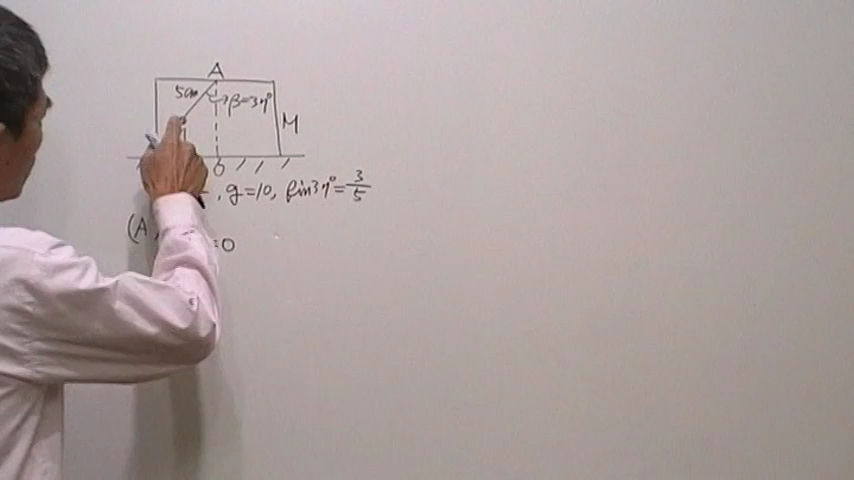 A
5cm
β=37°
M
O
, g=10, sin37°=3/5
(A
=0